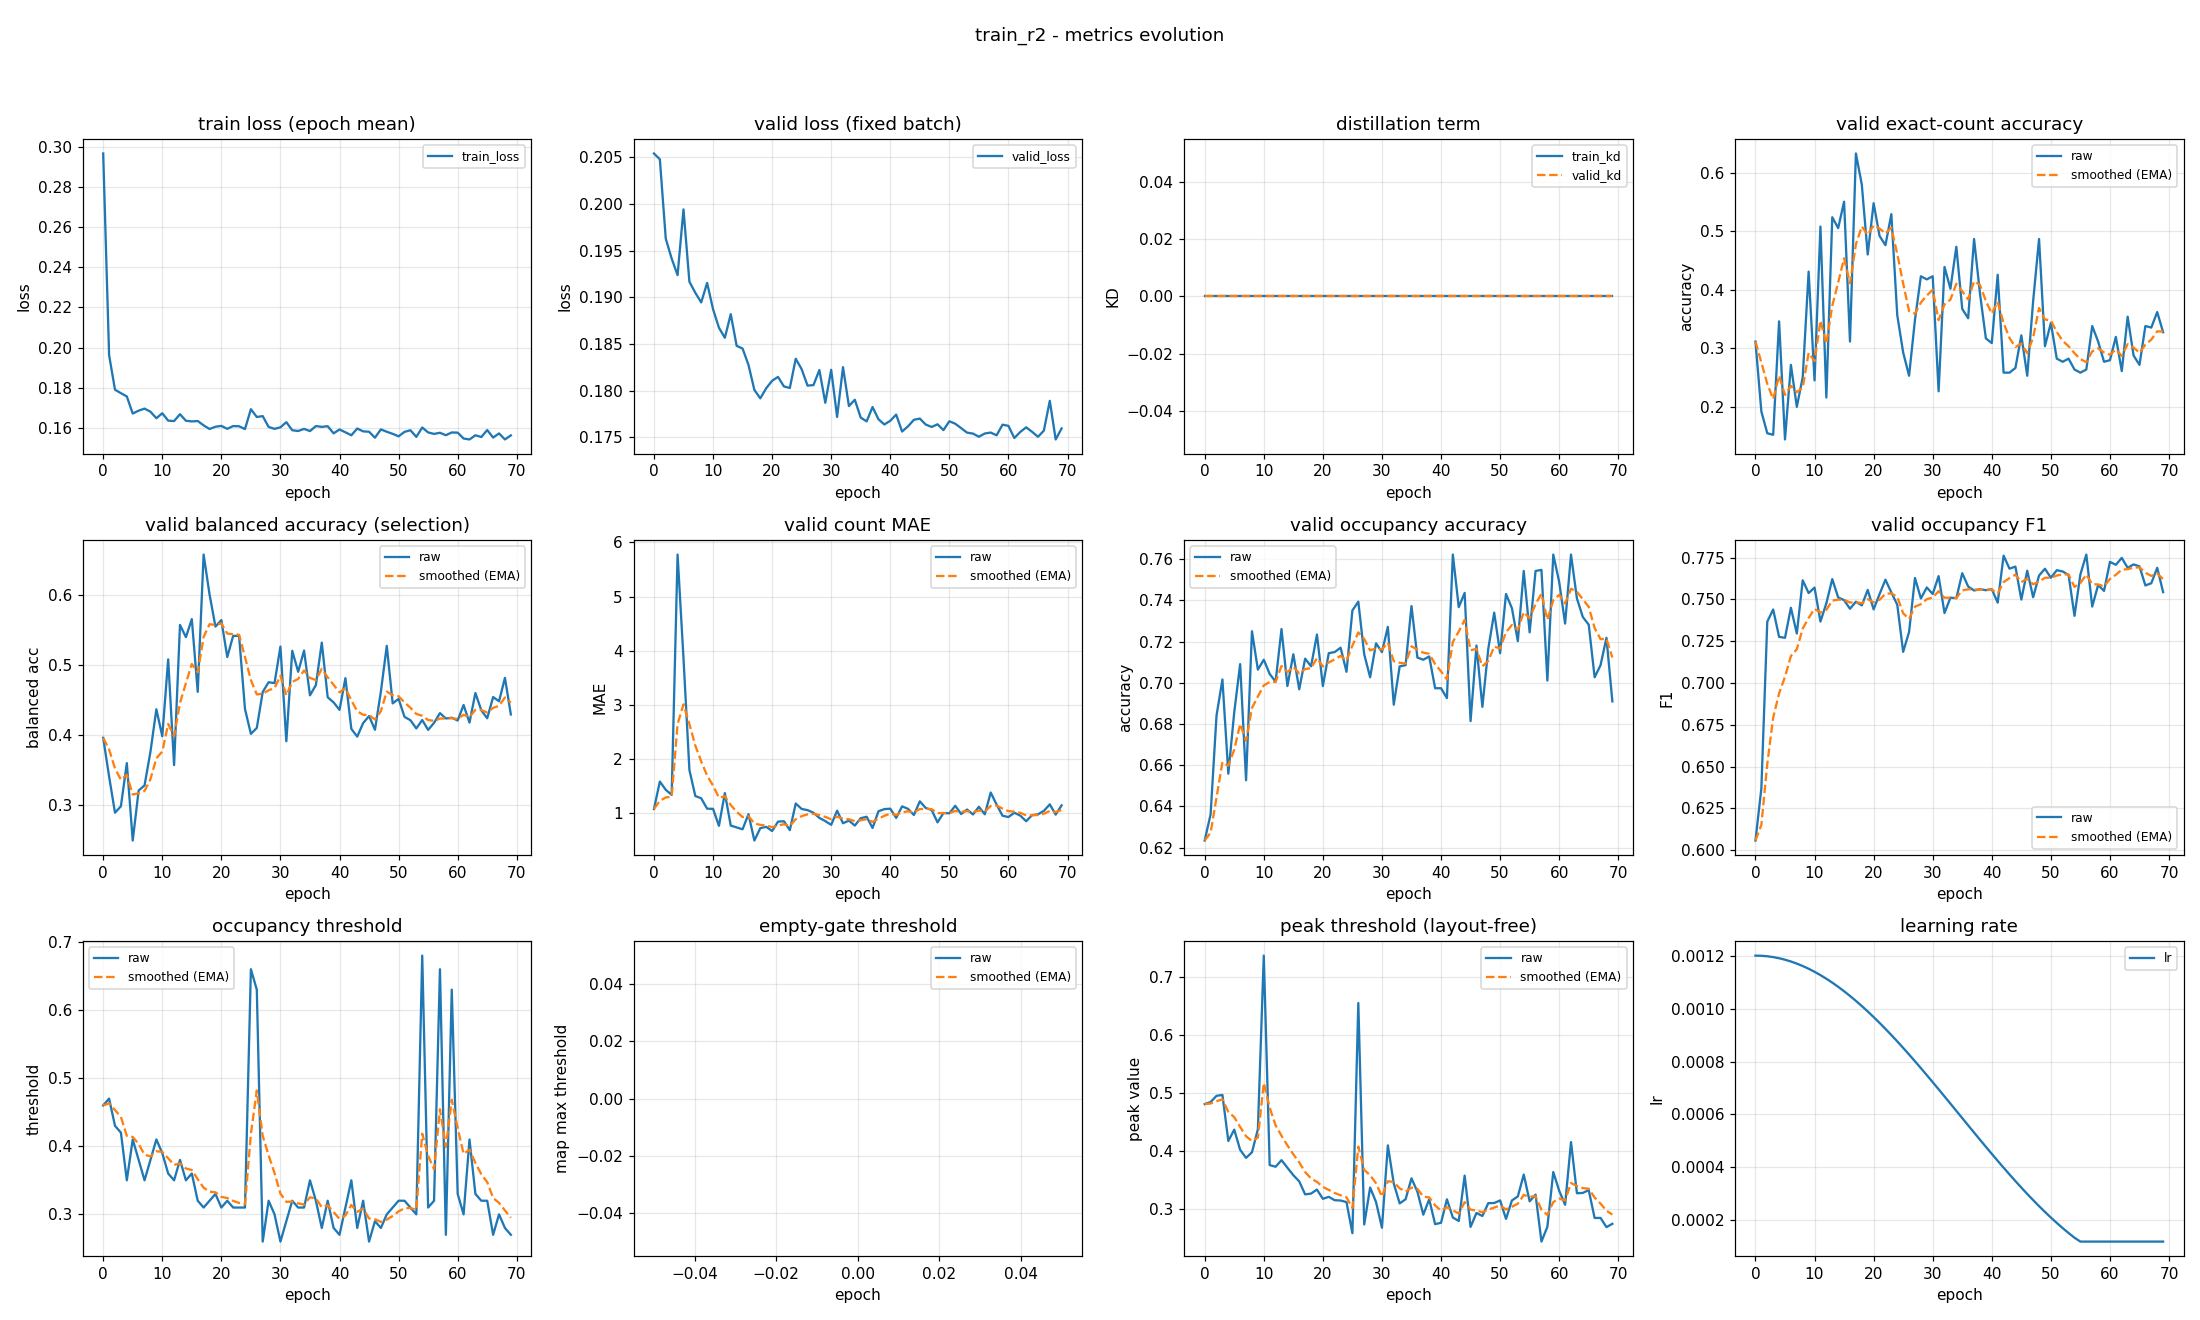 train_r2 - metrics evolution
train loss (epoch mean)
loss
0.30
0.28
0.26
0.24
0.22
0.20
0.18
0.16
train_loss
0 10 20 30 40 50 60 70
epoch
valid loss (fixed batch)
loss
0.205
0.200
0.195
0.190
0.185
0.180
0.175
valid_loss
0 10 20 30 40 50 60 70
epoch
distillation term
KD
0.04
0.02
0.00
−0.02
−0.04
train_kd
valid_kd
0 10 20 30 40 50 60 70
epoch
valid exact-count accuracy
accuracy
0.6
0.5
0.4
0.3
0.2
raw
smoothed (EMA)
0 10 20 30 40 50 60 70
epoch
valid balanced accuracy (selection)
balanced acc
0.6
0.5
0.4
0.3
raw
smoothed (EMA)
0 10 20 30 40 50 60 70
epoch
valid count MAE
MAE
6
5
4
3
2
1
raw
smoothed (EMA)
0 10 20 30 40 50 60 70
epoch
valid occupancy accuracy
accuracy
0.76
0.74
0.72
0.70
0.68
0.66
0.64
0.62
raw
smoothed (EMA)
0 10 20 30 40 50 60 70
epoch
valid occupancy F1
F1
0.775
0.750
0.725
0.700
0.675
0.650
0.625
0.600
raw
smoothed (EMA)
0 10 20 30 40 50 60 70
epoch
occupancy threshold
threshold
0.7
0.6
0.5
0.4
0.3
raw
smoothed (EMA)
0 10 20 30 40 50 60 70
epoch
empty-gate threshold
map max threshold
0.04
0.02
0.00
−0.02
−0.04
raw
smoothed (EMA)
−0.04 −0.02 0.00 0.02 0.04
epoch
peak threshold (layout-free)
peak value
0.7
0.6
0.5
0.4
0.3
raw
smoothed (EMA)
0 10 20 30 40 50 60 70
epoch
learning rate
lr
0.0012
0.0010
0.0008
0.0006
0.0004
0.0002
lr
0 10 20 30 40 50 60 70
epoch